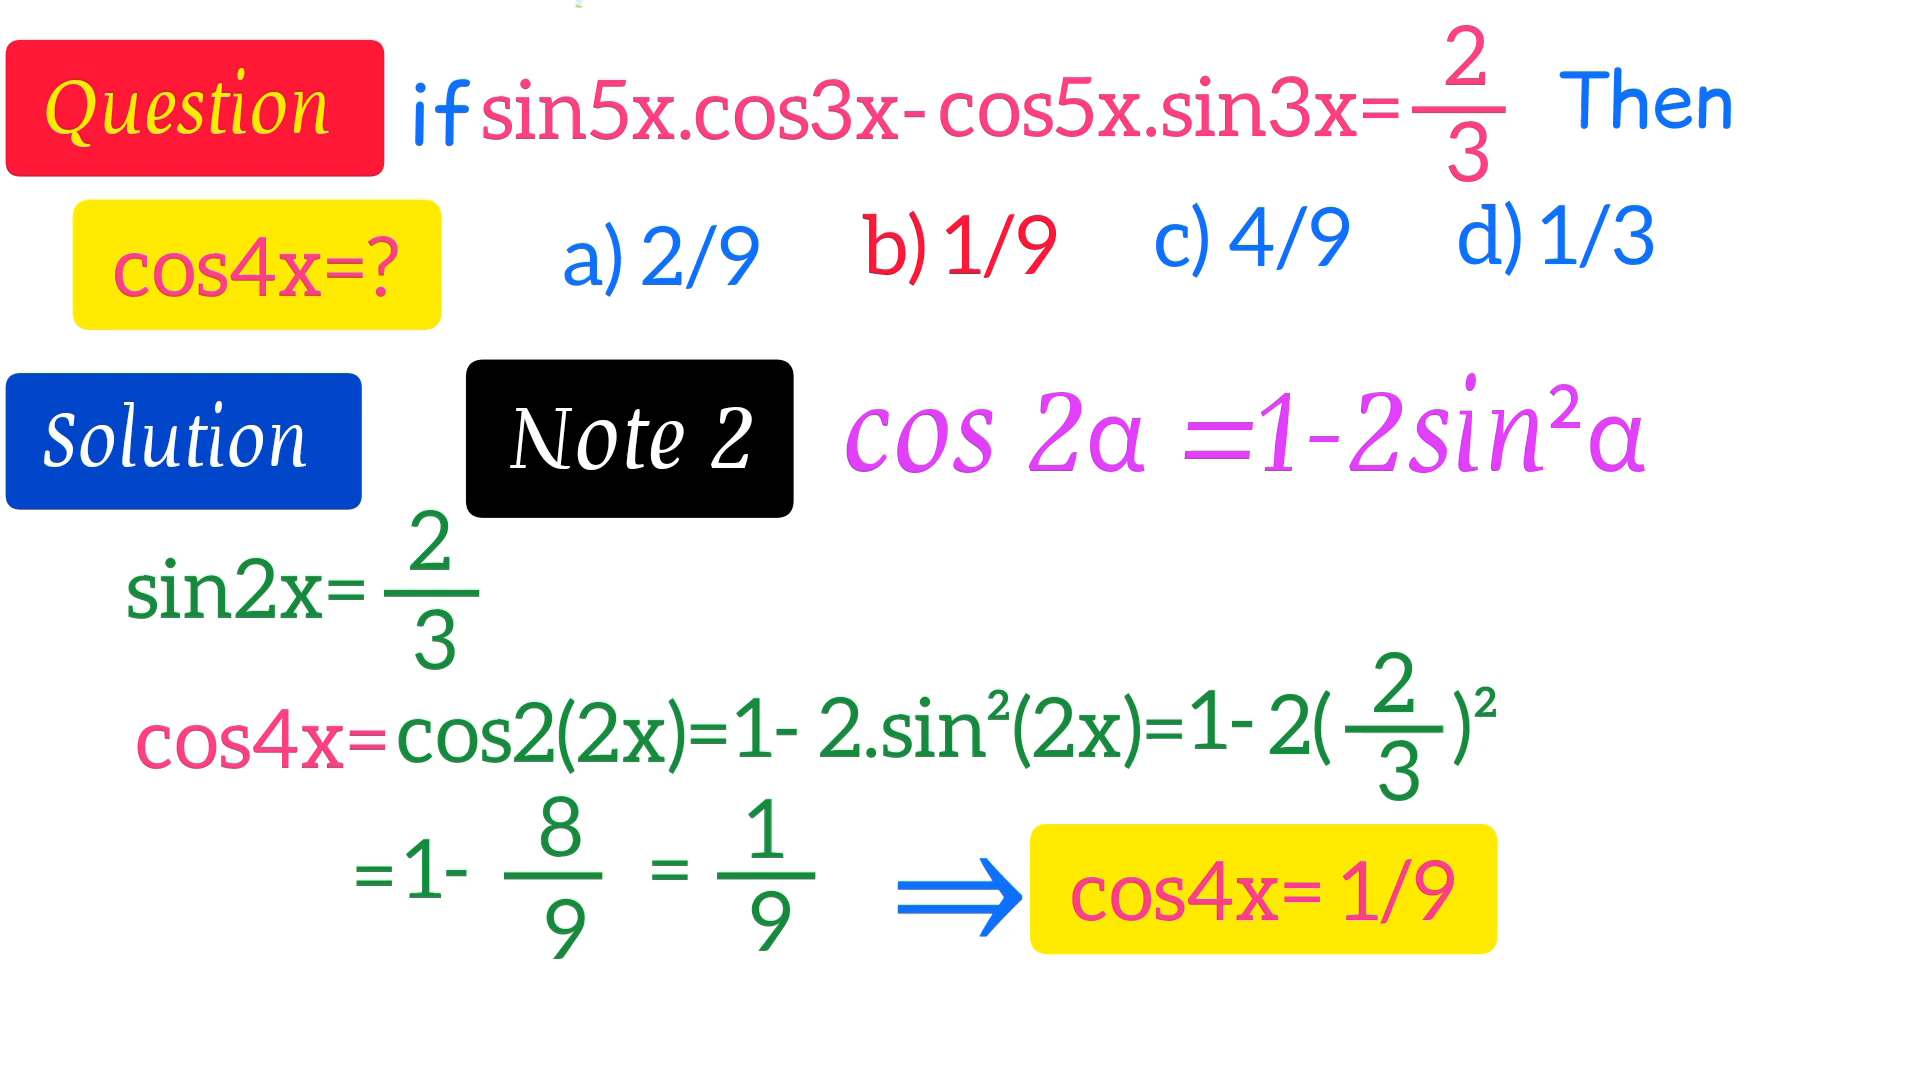 Question if sin5x.cos3x- cos5x.sin3x= 2/3 Then
cos4x=? a) 2/9 b) 1/9 c) 4/9 d) 1/3
Solution Note 2 cos 2a =1-2sin²a
sin2x= 2/3
cos4x= cos2(2x)=1- 2.sin²(2x)=1- 2( 2/3 )²
=1- 8/9 = 1/9 ⇒ cos4x= 1/9